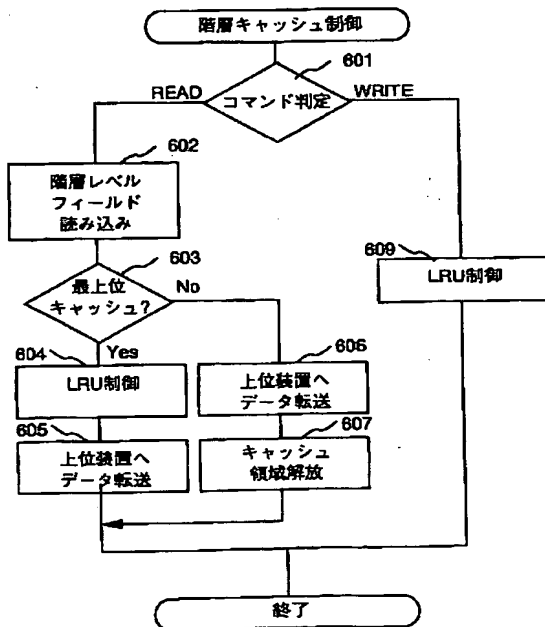 階層キャッシュ制御
601
READ
コマンド判定
WRITE
602
階層レベル
フィールド
読み込み
603
最上位
キャッシュ?
No
Yes
609
LRU制御
604
LRU制御
606
上位装置へ
データ転送
605
上位装置へ
データ転送
607
キャッシュ
領域解放
終了